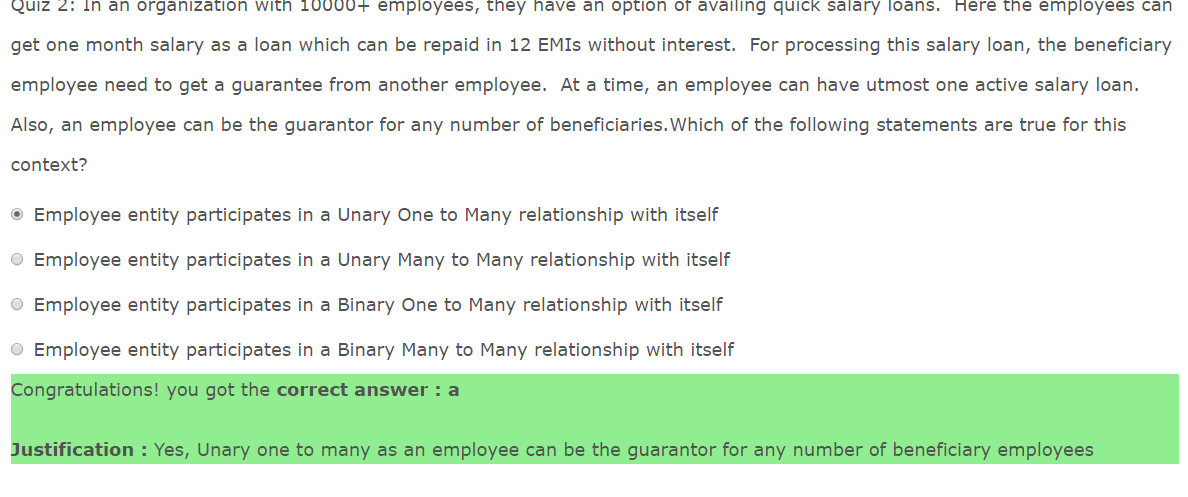 Quiz 2: In an organization with 10000+ employees, they have an option of availing quick salary loans.  Here the employees can
get one month salary as a loan which can be repaid in 12 EMIs without interest.  For processing this salary loan, the beneficiary
employee need to get a guarantee from another employee.  At a time, an employee can have utmost one active salary loan.
Also, an employee can be the guarantor for any number of beneficiaries.Which of the following statements are true for this
context?
Employee entity participates in a Unary One to Many relationship with itself
Employee entity participates in a Unary Many to Many relationship with itself
Employee entity participates in a Binary One to Many relationship with itself
Employee entity participates in a Binary Many to Many relationship with itself
Congratulations! you got the correct answer : a
Justification : Yes, Unary one to many as an employee can be the guarantor for any number of beneficiary employees